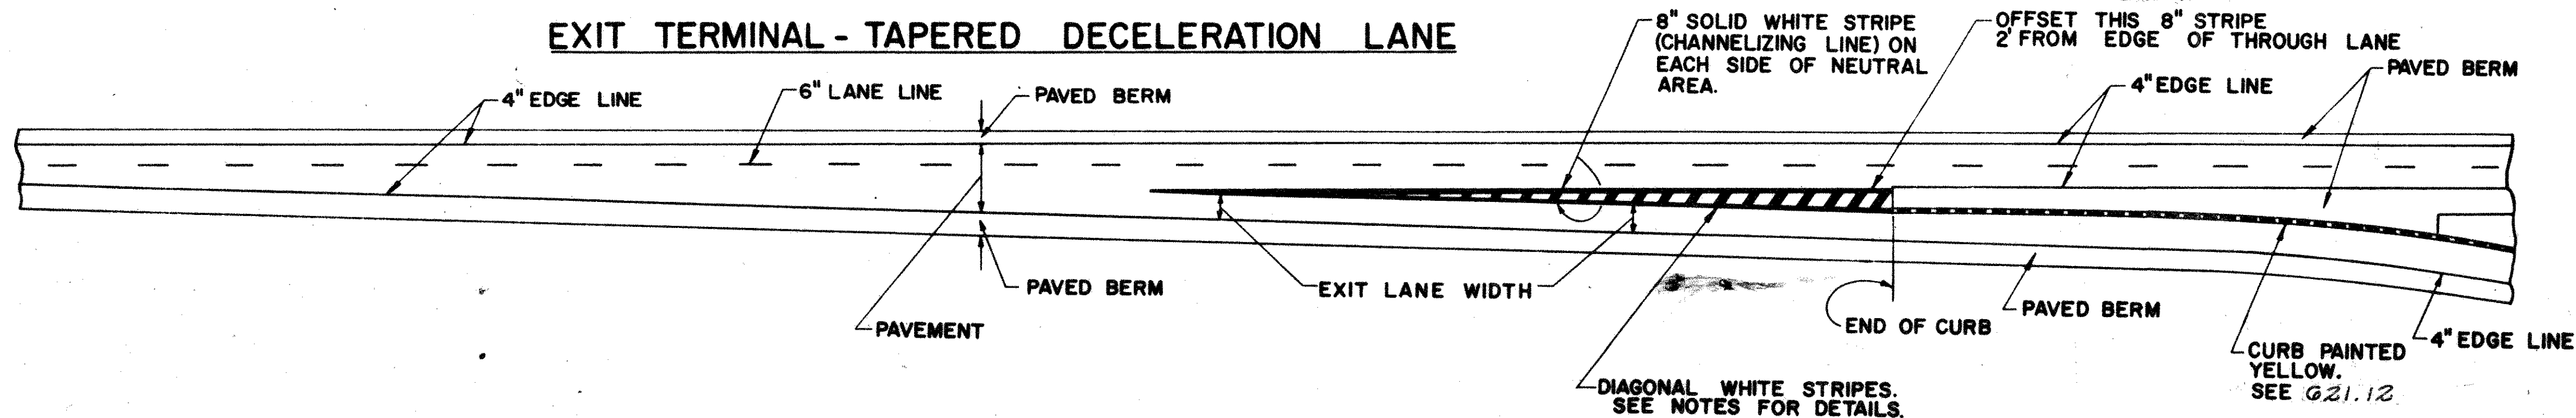 EXIT TERMINAL - TAPERED DECELERATION LANE
8" SOLID WHITE STRIPE
(CHANNELIZING LINE) ON
EACH SIDE OF NEUTRAL
AREA.
OFFSET THIS 8" STRIPE
2' FROM EDGE OF THROUGH LANE
PAVED BERM
4" EDGE LINE
6" LANE LINE
PAVED BERM
4" EDGE LINE
PAVED BERM
EXIT LANE WIDTH
PAVED BERM
PAVEMENT
END OF CURB
4" EDGE LINE
CURB PAINTED
YELLOW.
SEE 621.12
DIAGONAL WHITE STRIPES.
SEE NOTES FOR DETAILS.